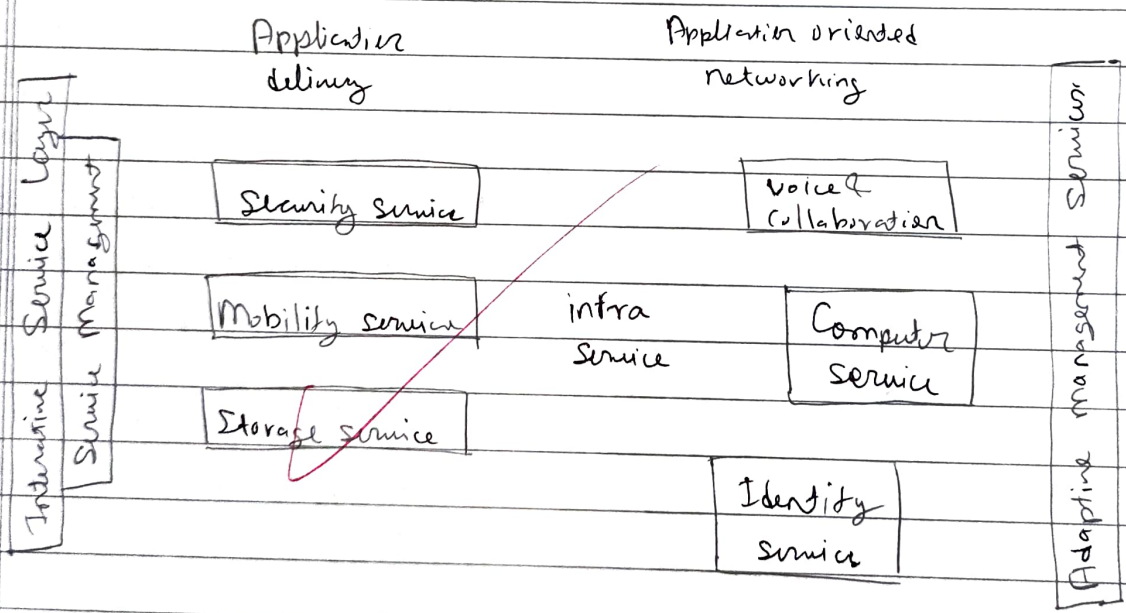 Application
delivery
Application oriented
networking
Interative Service Layer
Service Management
Security service
Mobility service
Storage service
infra
service
voice &
Collaboration
Computer
service
Identity
service
Adaptive management Services